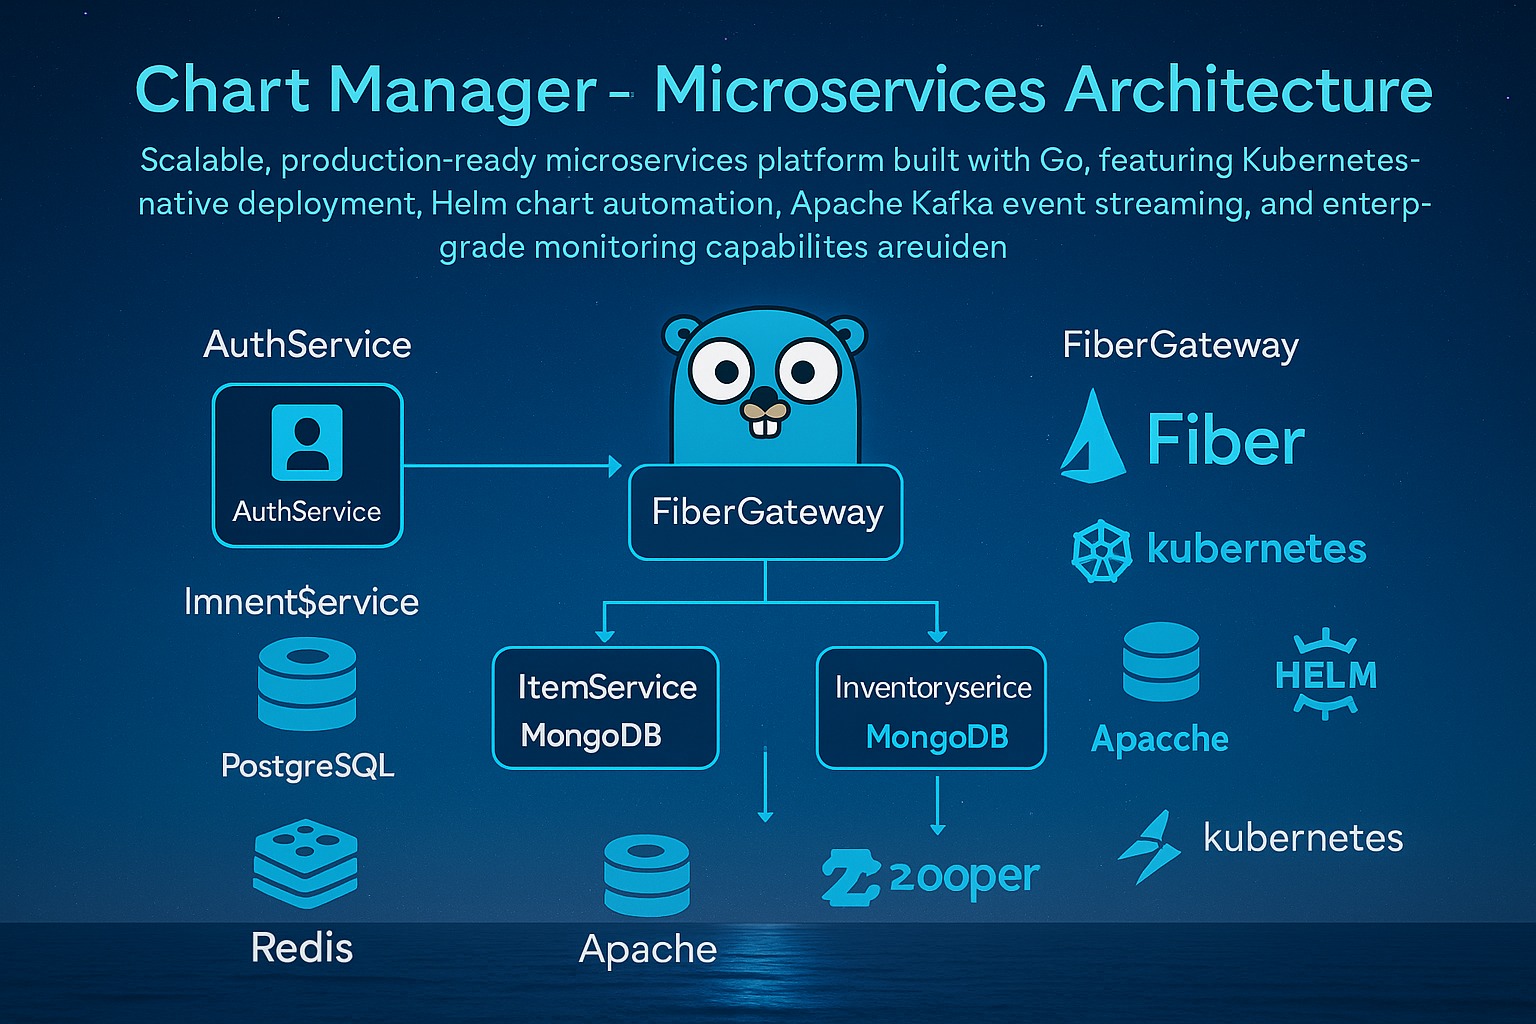 Chart Manager - Microservices Architecture
Scalable, production-ready microservices platform built with Go, featuring Kubernetes-
native deployment, Helm chart automation, Apache Kafka event streaming, and enterp-
grade monitoring capabilites areuiden
AuthService
FiberGateway
AuthService
Fiber
FiberGateway
kubernetes
Imnent$ervice
ItemService
MongoDB
Inventoryserice
MongoDB
HELM
Apacche
PostgreSQL
kubernetes
2ooper
Redis
Apache